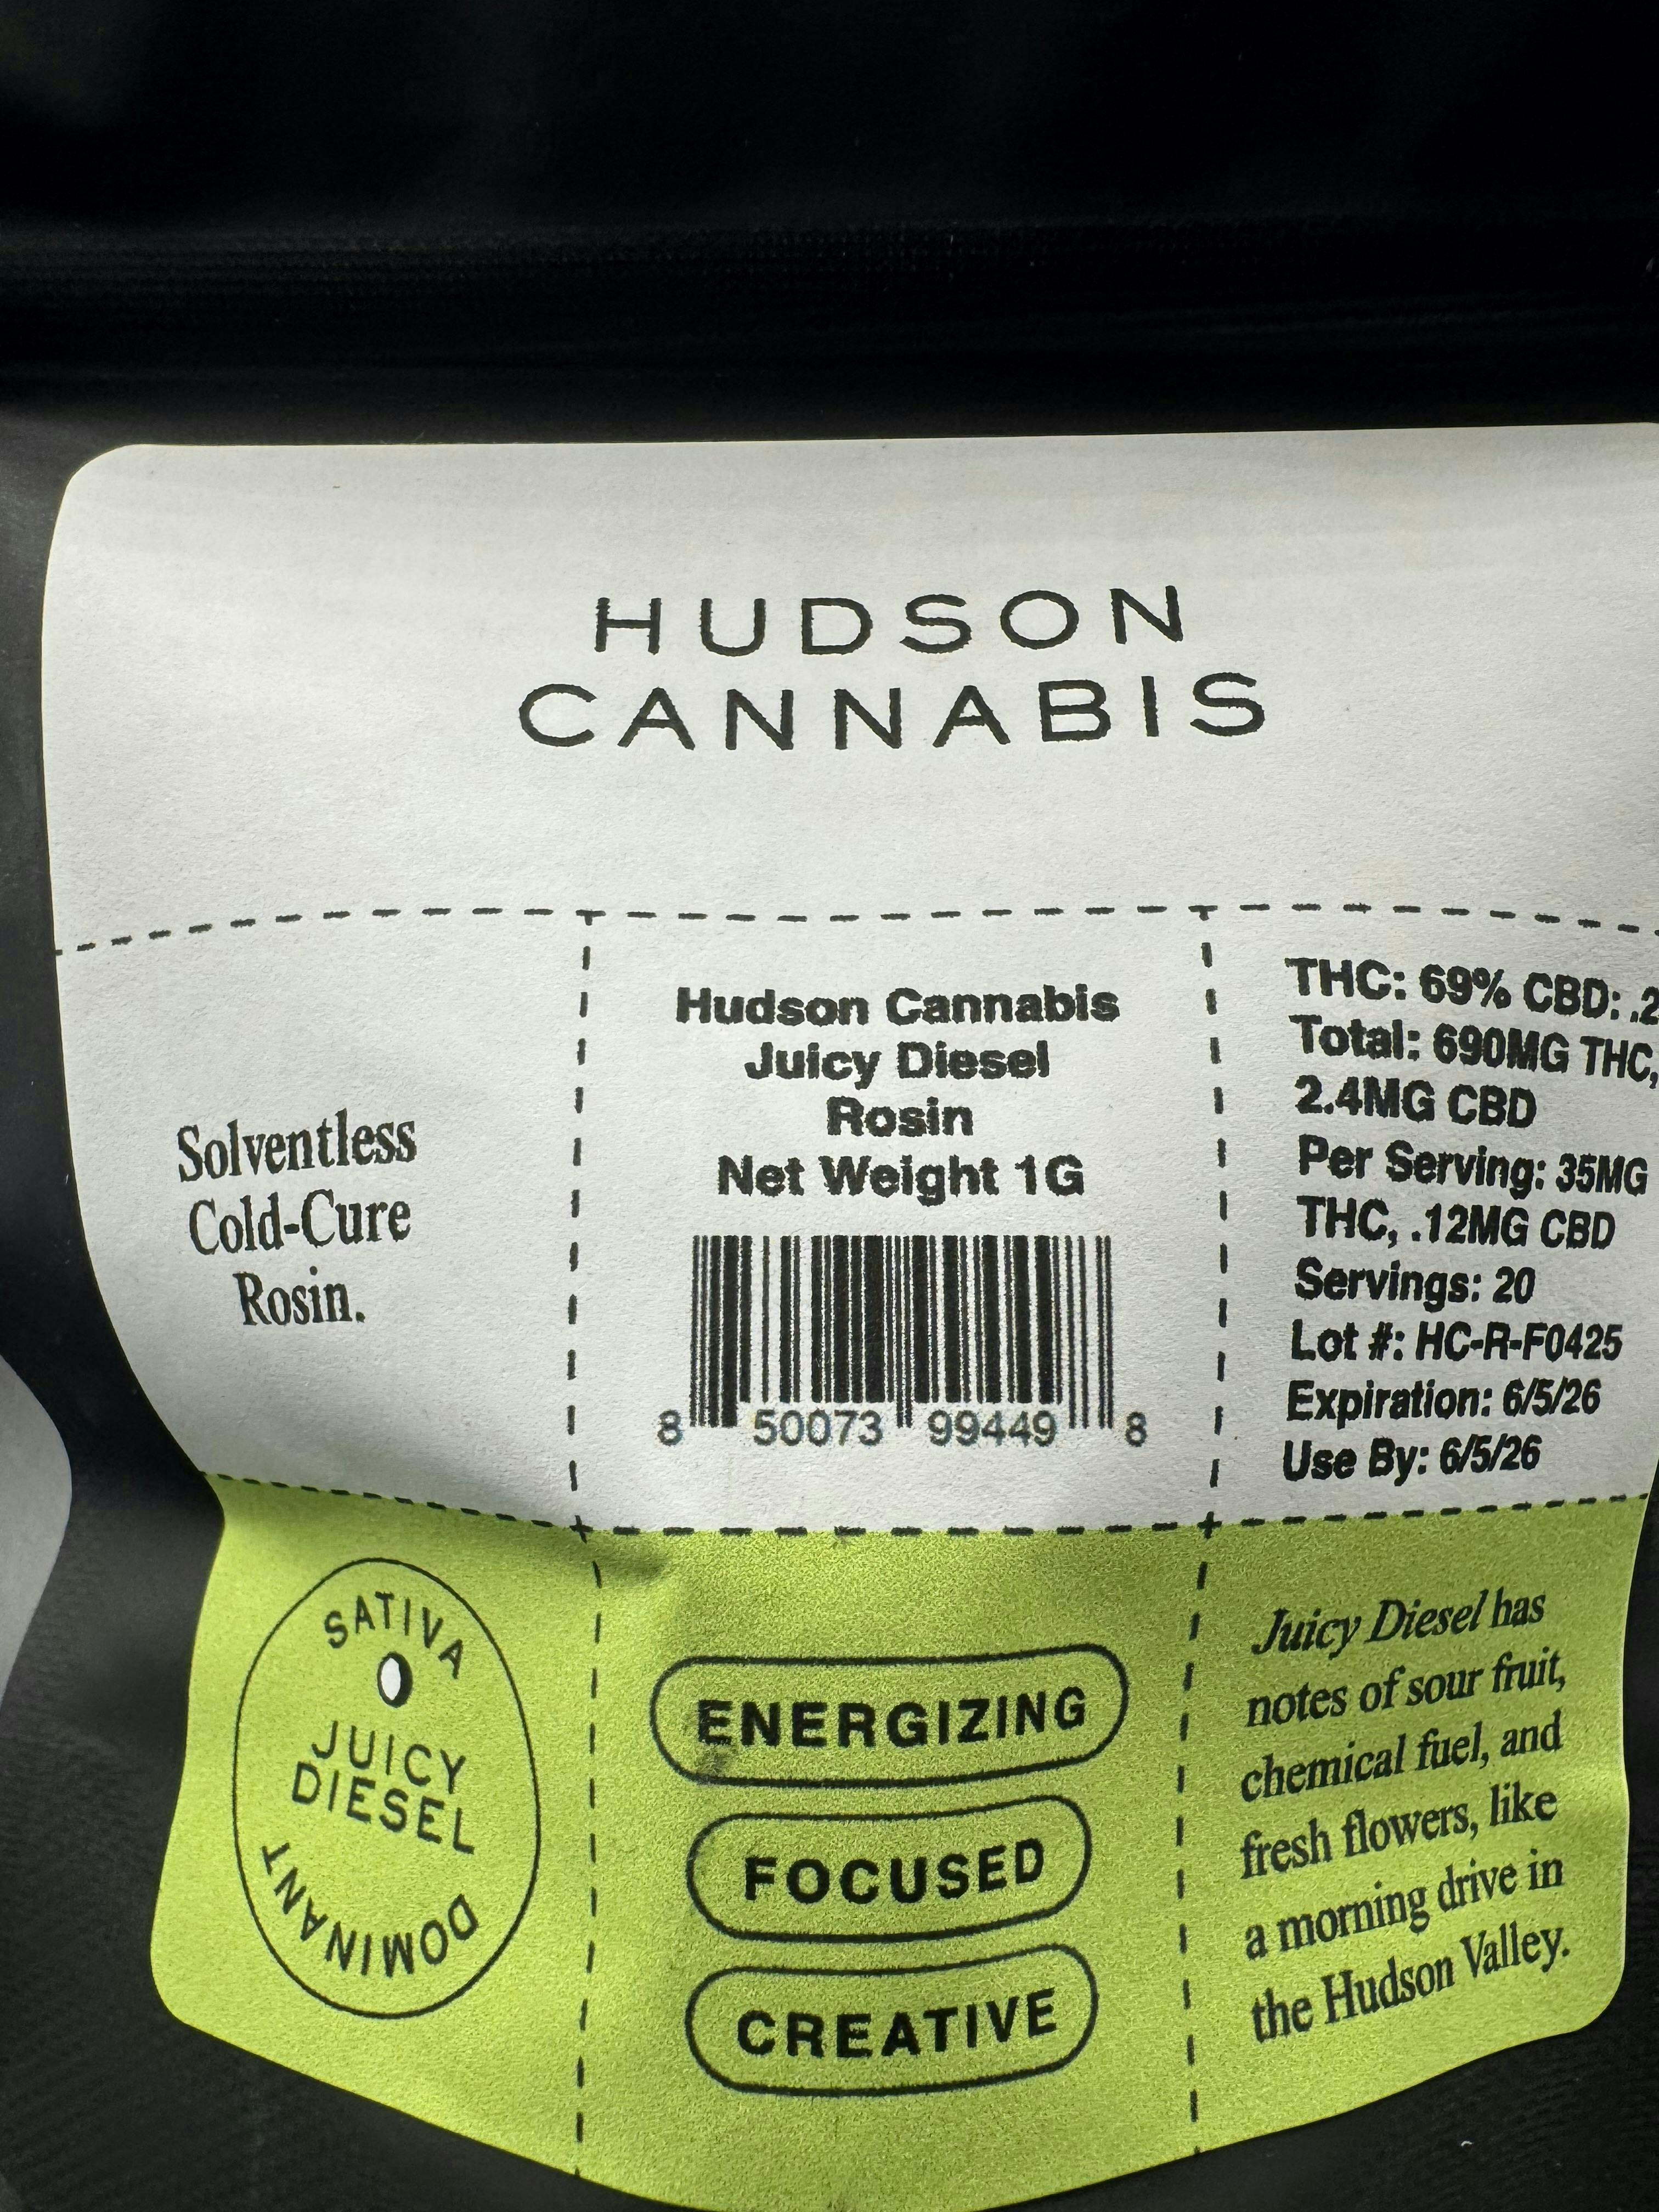 HUDSON
CANNABIS
Solventless
Cold-Cure
Rosin.
Hudson Cannabis
Juicy Diesel
Rosin
Net Weight 1G
8 50073 99449 8
THC: 69% CBD: .2
Total: 690MG THC,
2.4MG CBD
Per Serving: 35MG
THC, .12MG CBD
Servings: 20
Lot #: HC-R-F0425
Expiration: 6/5/26
Use By: 6/5/26
SATIVA
JUICY
DIESEL
DOMINANT
ENERGIZING
FOCUSED
CREATIVE
Juicy Diesel has
notes of sour fruit,
chemical fuel, and
fresh flowers, like
a morning drive in
the Hudson Valley.